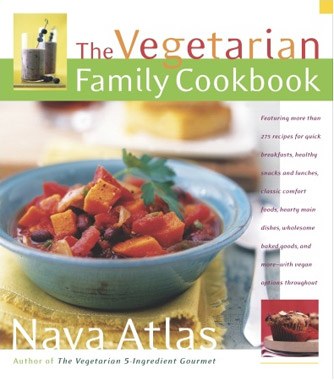 The Vegetarian
Family Cookbook
Featuring more than
275 recipes for quick
breakfasts, healthy
snacks and lunches,
classic comfort
foods, hearty main
dishes, wholesome
baked goods, and
more—with vegan
options throughout
Nava Atlas
Author of The Vegetarian 5-Ingredient Gourmet